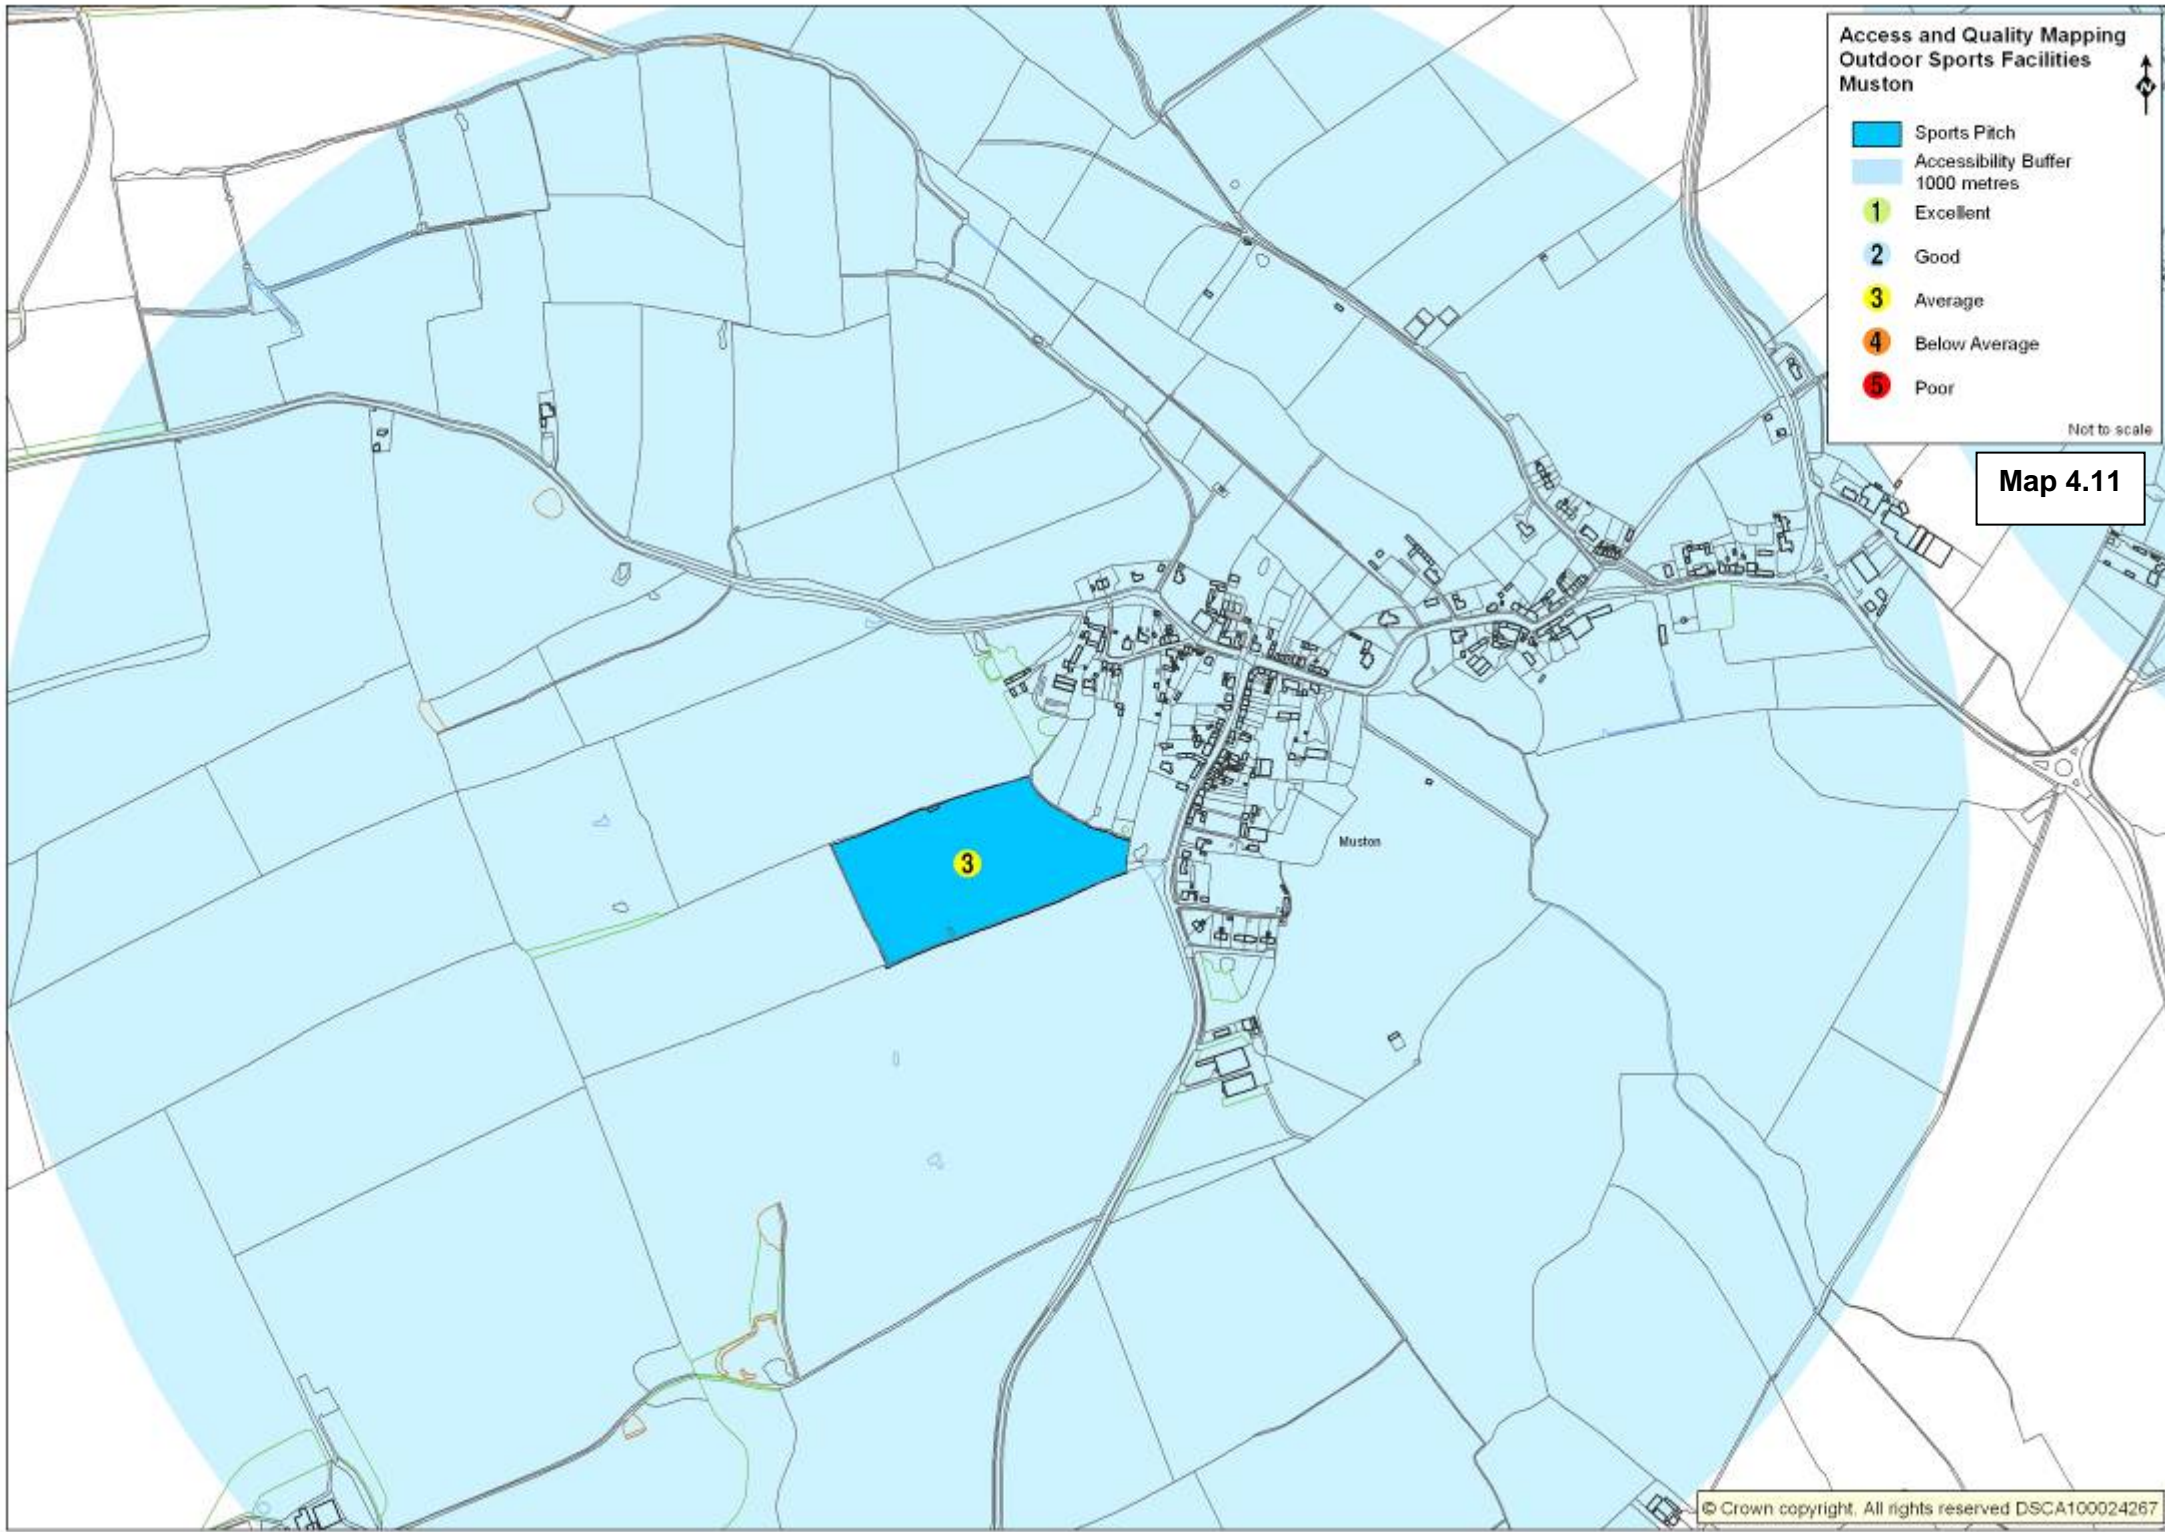 Access and Quality Mapping
Outdoor Sports Facilities
Muston
N
Sports Pitch
Accessibility Buffer
1000 metres
1 Excellent
2 Good
3 Average
4 Below Average
5 Poor
Not to scale
Map 4.11
Muston
3
© Crown copyright. All rights reserved DSCA100024267